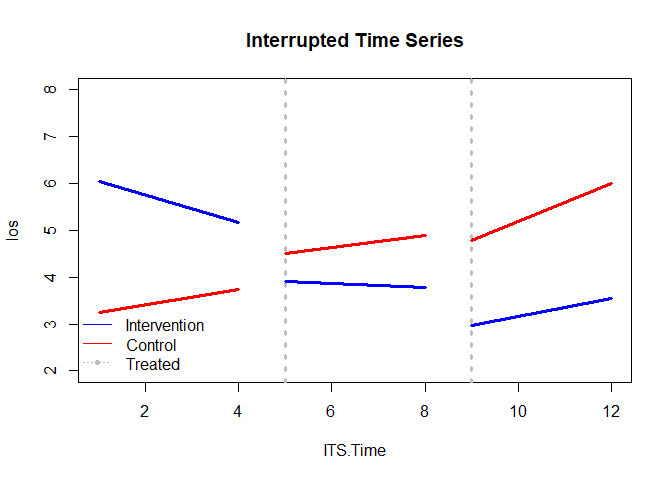 Interrupted Time Series
8
7
6
5
4
3
2
los
Intervention
Control
Treated
2 4 6 8 10 12
ITS.Time